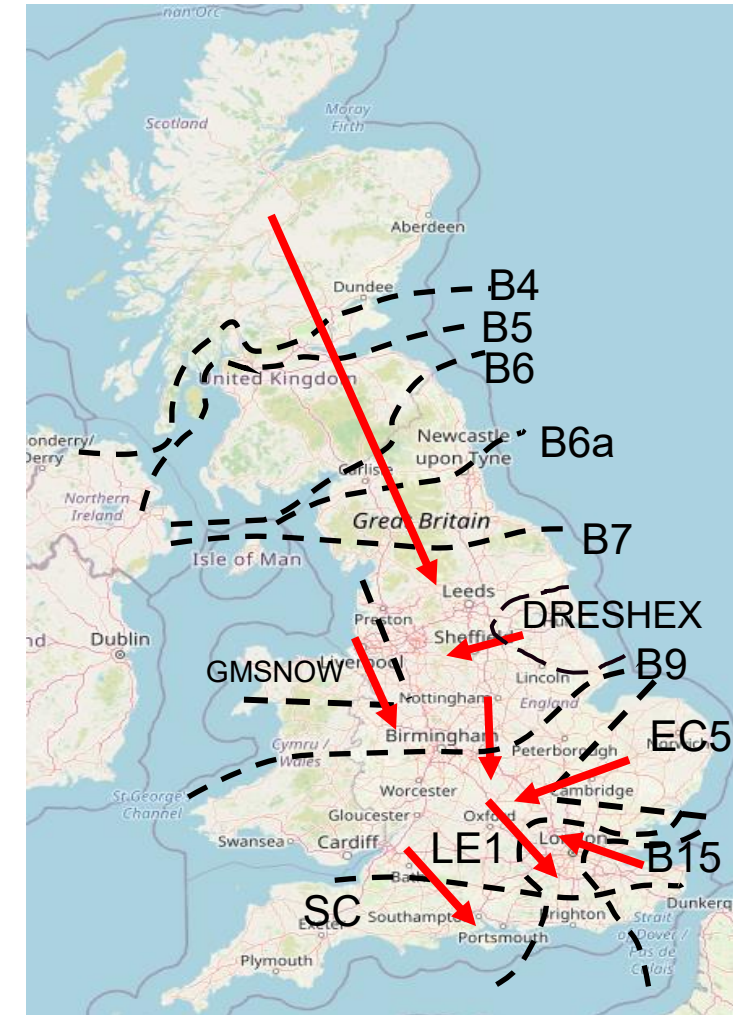 nan Orc
Moray
Firth
Scotland
Aberdeen
Dundee
B4
B5
United Kingdom
B6
onderry/
Derry
Newcastle
upon Tyne
B6a
Carlisle
Northern
Ireland
Great Britain
B7
Isle of Man
Leeds
Preston
DRESHEX
nd
Dublin
Sheffield
Liverpool
GMSNOW
Lincoln
B9
Nottingham
England
EC5
Birmingham
Norwich
Cymru /
Wales
Peterborough
St George's
Channel
Worcester
Cambridge
Gloucester
Oxford
Swansea
Cardiff
LE1
London
B15
Bath
SC
Southampton
Dunkerq
Exeter
Brighton
Strait
of Dover /
Pas de
Calais
Portsmouth
Plymouth